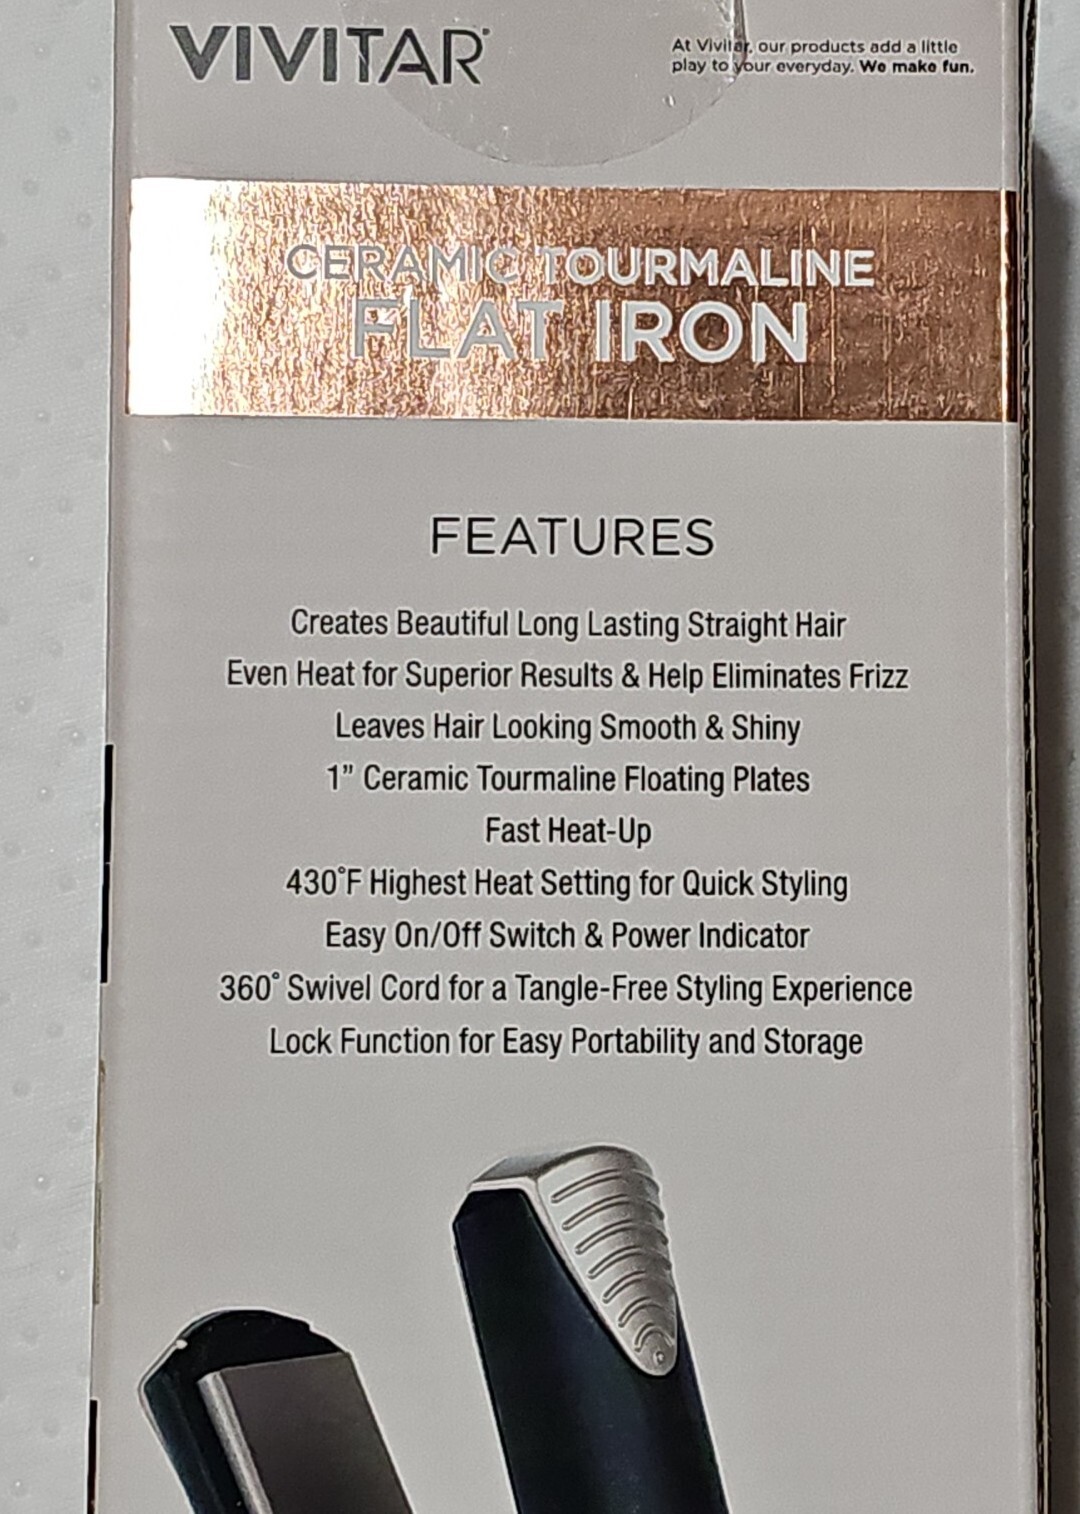 VIVITAR
At Vivitar, our products add a little
play to your everyday. We make fun.
CERAMIC TOURMALINE
FLAT IRON
FEATURES
Creates Beautiful Long Lasting Straight Hair
Even Heat for Superior Results & Help Eliminates Frizz
Leaves Hair Looking Smooth & Shiny
1” Ceramic Tourmaline Floating Plates
Fast Heat-Up
430°F Highest Heat Setting for Quick Styling
Easy On/Off Switch & Power Indicator
360° Swivel Cord for a Tangle-Free Styling Experience
Lock Function for Easy Portability and Storage